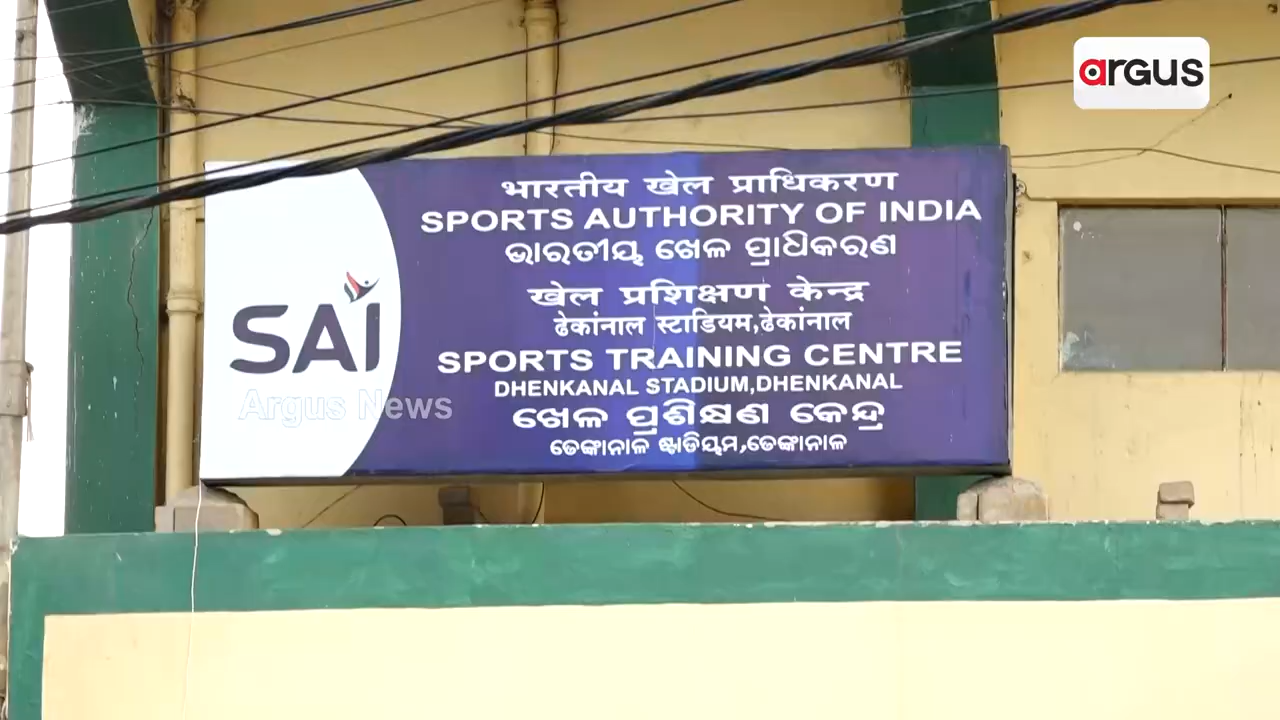 argus
भारतीय खेल प्राधिकरण
SPORTS AUTHORITY OF INDIA
ଭାରତୀୟ ଖେଳ ପ୍ରାଧିକରଣ
खेल प्रशिक्षण केन्द्र
ढेकांनाल स्टाडियम,ढेकांनाल
SPORTS TRAINING CENTRE
DHENKANAL STADIUM,DHENKANAL
ଖେଳ ପ୍ରଶିକ୍ଷଣ କେନ୍ଦ୍ର
ଢେଙ୍କାନାଳ ଷ୍ଟାଡିୟମ,ଢେଙ୍କାନାଳ
SAI
Argus News